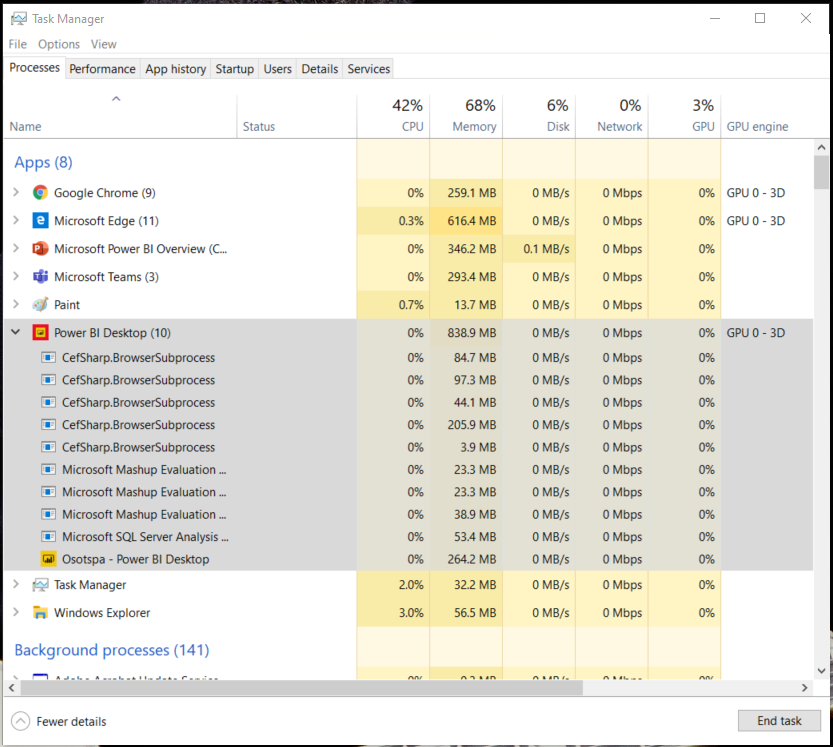 Task Manager
File Options View
Processes Performance App history Startup Users Details Services
42% 68% 6% 0% 3%
Name Status CPU Memory Disk Network GPU GPU engine
Apps (8)
Google Chrome (9) 0% 259.1 MB 0 MB/s 0 Mbps 0% GPU 0 - 3D
Microsoft Edge (11) 0.3% 616.4 MB 0 MB/s 0 Mbps 0% GPU 0 - 3D
Microsoft Power BI Overview (C... 0% 346.2 MB 0.1 MB/s 0 Mbps 0%
Microsoft Teams (3) 0% 293.4 MB 0 MB/s 0 Mbps 0%
Paint 0.7% 13.7 MB 0 MB/s 0 Mbps 0%
Power BI Desktop (10) 0% 838.9 MB 0 MB/s 0 Mbps 0% GPU 0 - 3D
CefSharp.BrowserSubprocess 0% 84.7 MB 0 MB/s 0 Mbps 0%
CefSharp.BrowserSubprocess 0% 97.3 MB 0 MB/s 0 Mbps 0%
CefSharp.BrowserSubprocess 0% 44.1 MB 0 MB/s 0 Mbps 0%
CefSharp.BrowserSubprocess 0% 205.9 MB 0 MB/s 0 Mbps 0%
CefSharp.BrowserSubprocess 0% 3.9 MB 0 MB/s 0 Mbps 0%
Microsoft Mashup Evaluation ... 0% 23.3 MB 0 MB/s 0 Mbps 0%
Microsoft Mashup Evaluation ... 0% 23.3 MB 0 MB/s 0 Mbps 0%
Microsoft Mashup Evaluation ... 0% 38.9 MB 0 MB/s 0 Mbps 0%
Microsoft SQL Server Analysis ... 0% 53.4 MB 0 MB/s 0 Mbps 0%
Osotspa - Power BI Desktop 0% 264.2 MB 0 MB/s 0 Mbps 0%
Task Manager 2.0% 32.2 MB 0 MB/s 0 Mbps 0%
Windows Explorer 3.0% 56.5 MB 0 MB/s 0 Mbps 0%
Background processes (141)
Adobe Acrobat Update Service
Fewer details End task